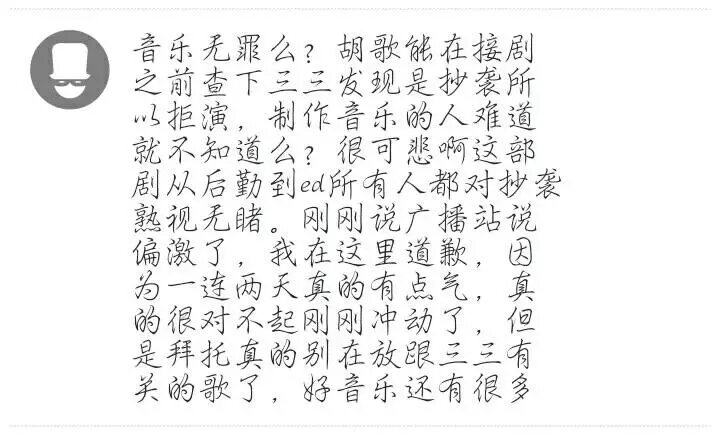 音乐无罪么？胡歌能在接剧
之前查下三三发现是抄袭所
以拒演，制作音乐的人难道
就不知道么？很可悲啊这部
剧从后勤到ed所有人都对抄袭
熟视无睹。刚刚说广播站说
偏激了，我在这里道歉，因
为一连两天真的有点气，真
的很对不起刚刚冲动了，但
是拜托真的别在放跟三三有
关的歌了，好音乐还有很多